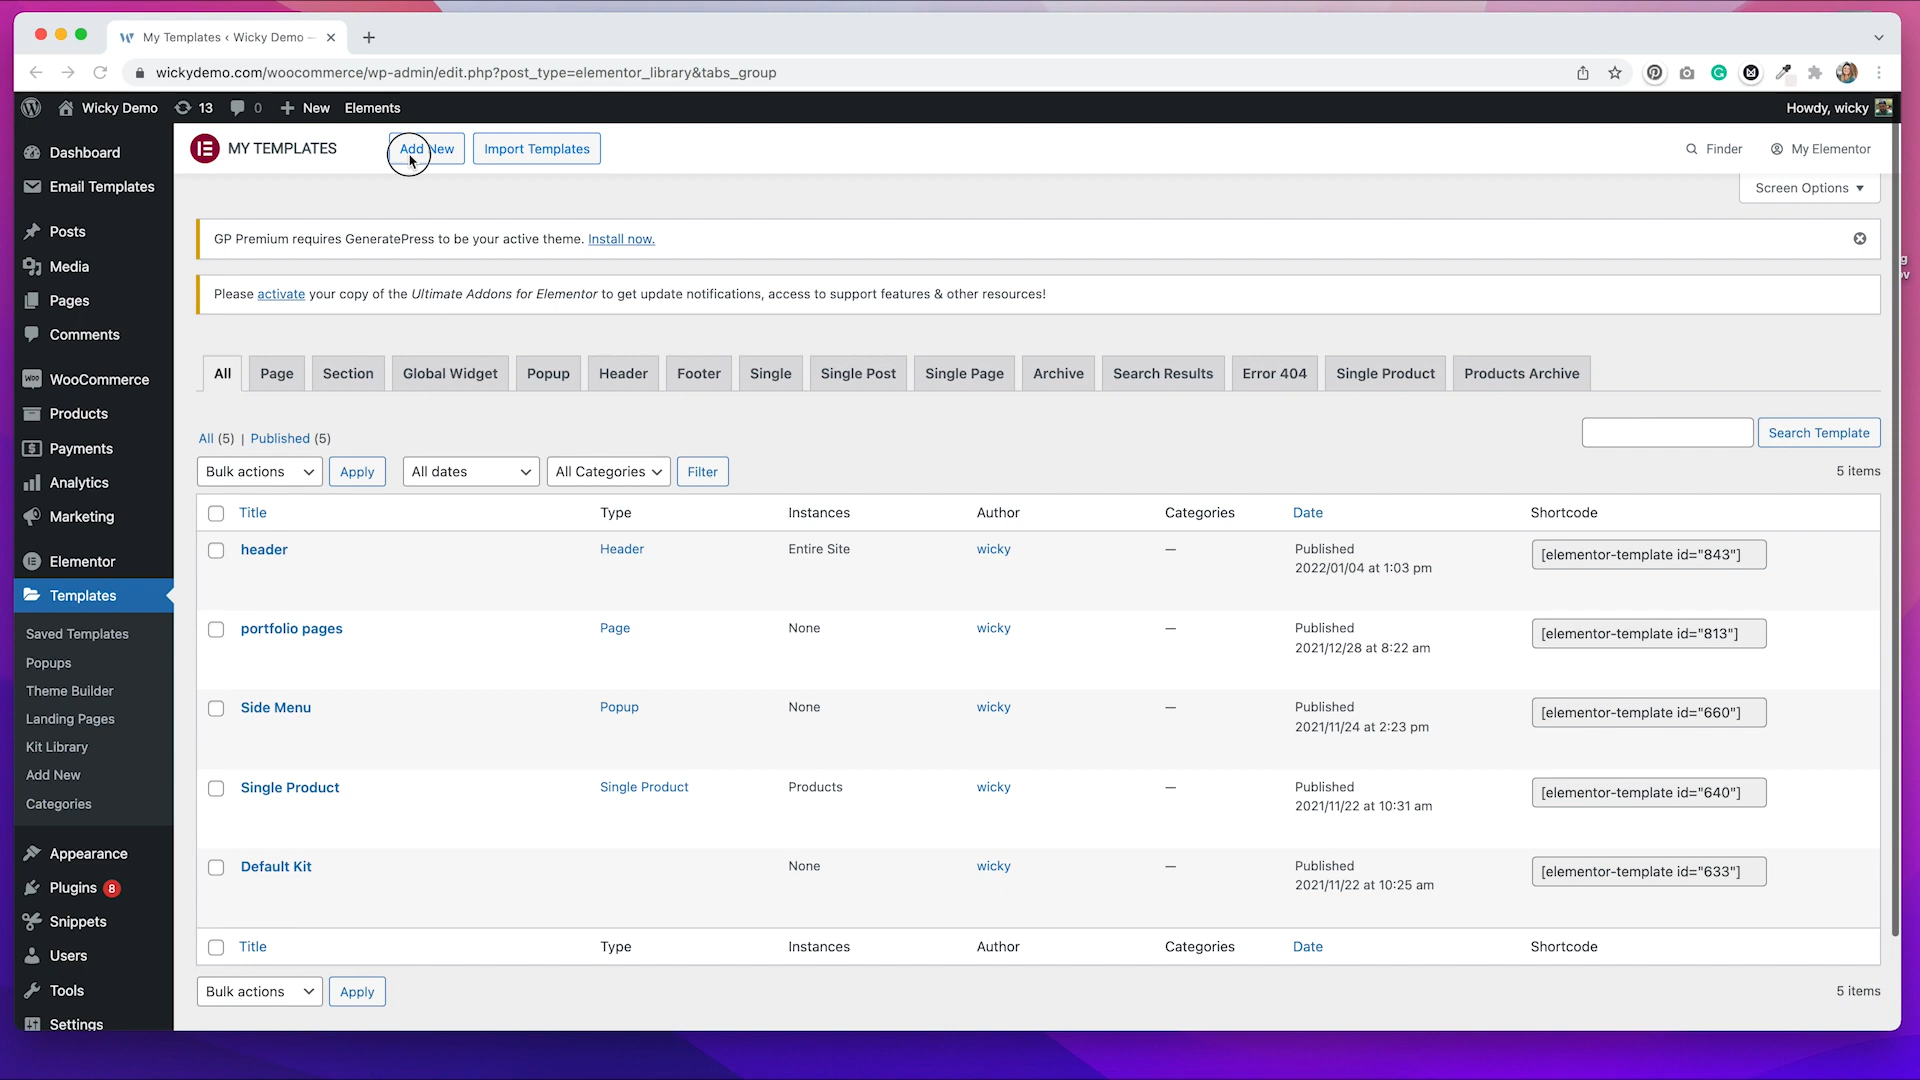 My Templates ‹ Wicky Demo —
wickydemo.com/woocommerce/wp-admin/edit.php?post_type=elementor_library&tabs_group
Wicky Demo 13 0 New Elements Howdy, wicky
MY TEMPLATES Add New Import Templates Finder My Elementor
Screen Options
GP Premium requires GeneratePress to be your active theme. Install now.
Please activate your copy of the Ultimate Addons for Elementor to get update notifications, access to support features & other resources!
Dashboard
Email Templates
Posts
Media
Pages
Comments
WooCommerce
Products
Payments
Analytics
Marketing
Elementor
Templates
Saved Templates
Popups
Theme Builder
Landing Pages
Kit Library
Add New
Categories
Appearance
Plugins 8
Snippets
Users
Tools
Settings
All Page Section Global Widget Popup Header Footer Single Single Post Single Page Archive Search Results Error 404 Single Product Products Archive
All (5) | Published (5)
Search Template
Bulk actions Apply All dates All Categories Filter 5 items
Title Type Instances Author Categories Date Shortcode
header Header Entire Site wicky — Published [elementor-template id="843"]
2022/01/04 at 1:03 pm
portfolio pages Page None wicky — Published [elementor-template id="813"]
2021/12/28 at 8:22 am
Side Menu Popup None wicky — Published [elementor-template id="660"]
2021/11/24 at 2:23 pm
Single Product Single Product Products wicky — Published [elementor-template id="640"]
2021/11/22 at 10:31 am
Default Kit None wicky — Published [elementor-template id="633"]
2021/11/22 at 10:25 am
Title Type Instances Author Categories Date Shortcode
Bulk actions Apply 5 items